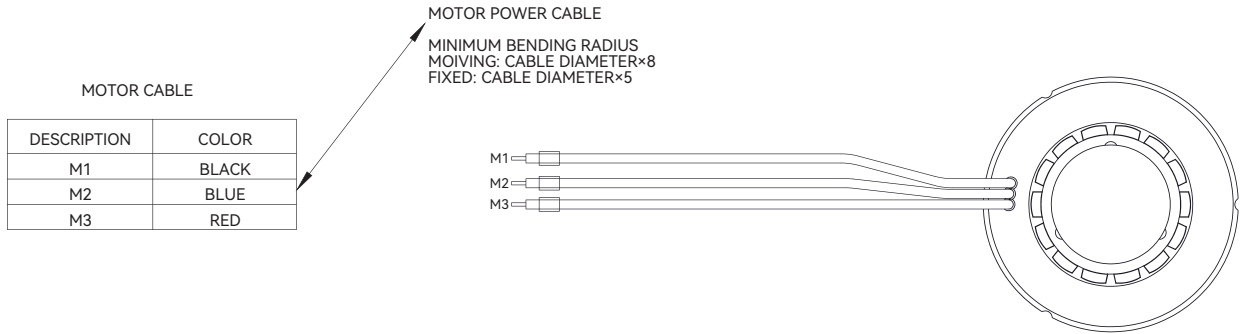 MOTOR POWER CABLE
MINIMUM BENDING RADIUS
MOIVING: CABLE DIAMETER×8
FIXED: CABLE DIAMETER×5
MOTOR CABLE
DESCRIPTION COLOR
M1 BLACK
M2 BLUE
M3 RED
M1
M2
M3